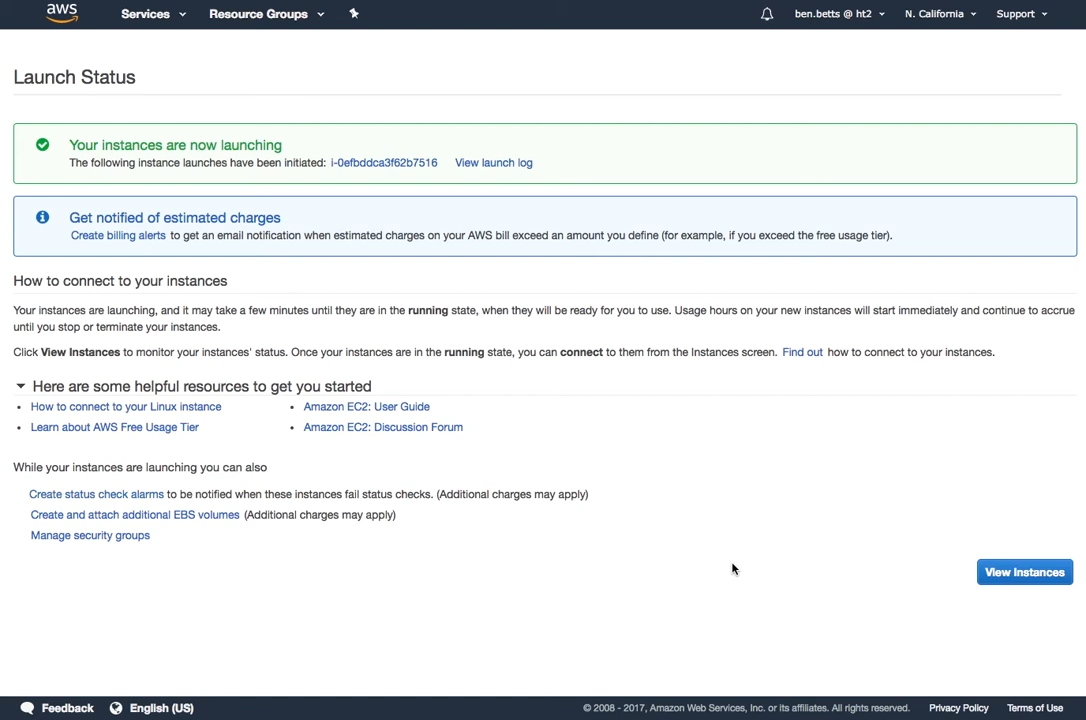 aws Services Resource Groups ben.betts @ ht2 N. California Support
Launch Status
Your instances are now launching
The following instance launches have been initiated: i-0efbddca3f62b7516 View launch log
Get notified of estimated charges
Create billing alerts to get an email notification when estimated charges on your AWS bill exceed an amount you define (for example, if you exceed the free usage tier).
How to connect to your instances
Your instances are launching, and it may take a few minutes until they are in the running state, when they will be ready for you to use. Usage hours on your new instances will start immediately and continue to accrue
until you stop or terminate your instances.
Click View Instances to monitor your instances' status. Once your instances are in the running state, you can connect to them from the Instances screen. Find out how to connect to your instances.
Here are some helpful resources to get you started
• How to connect to your Linux instance • Amazon EC2: User Guide
• Learn about AWS Free Usage Tier • Amazon EC2: Discussion Forum
While your instances are launching you can also
Create status check alarms to be notified when these instances fail status checks. (Additional charges may apply)
Create and attach additional EBS volumes (Additional charges may apply)
Manage security groups
View Instances
Feedback English (US) © 2008 - 2017, Amazon Web Services, Inc. or its affiliates. All rights reserved. Privacy Policy Terms of Use